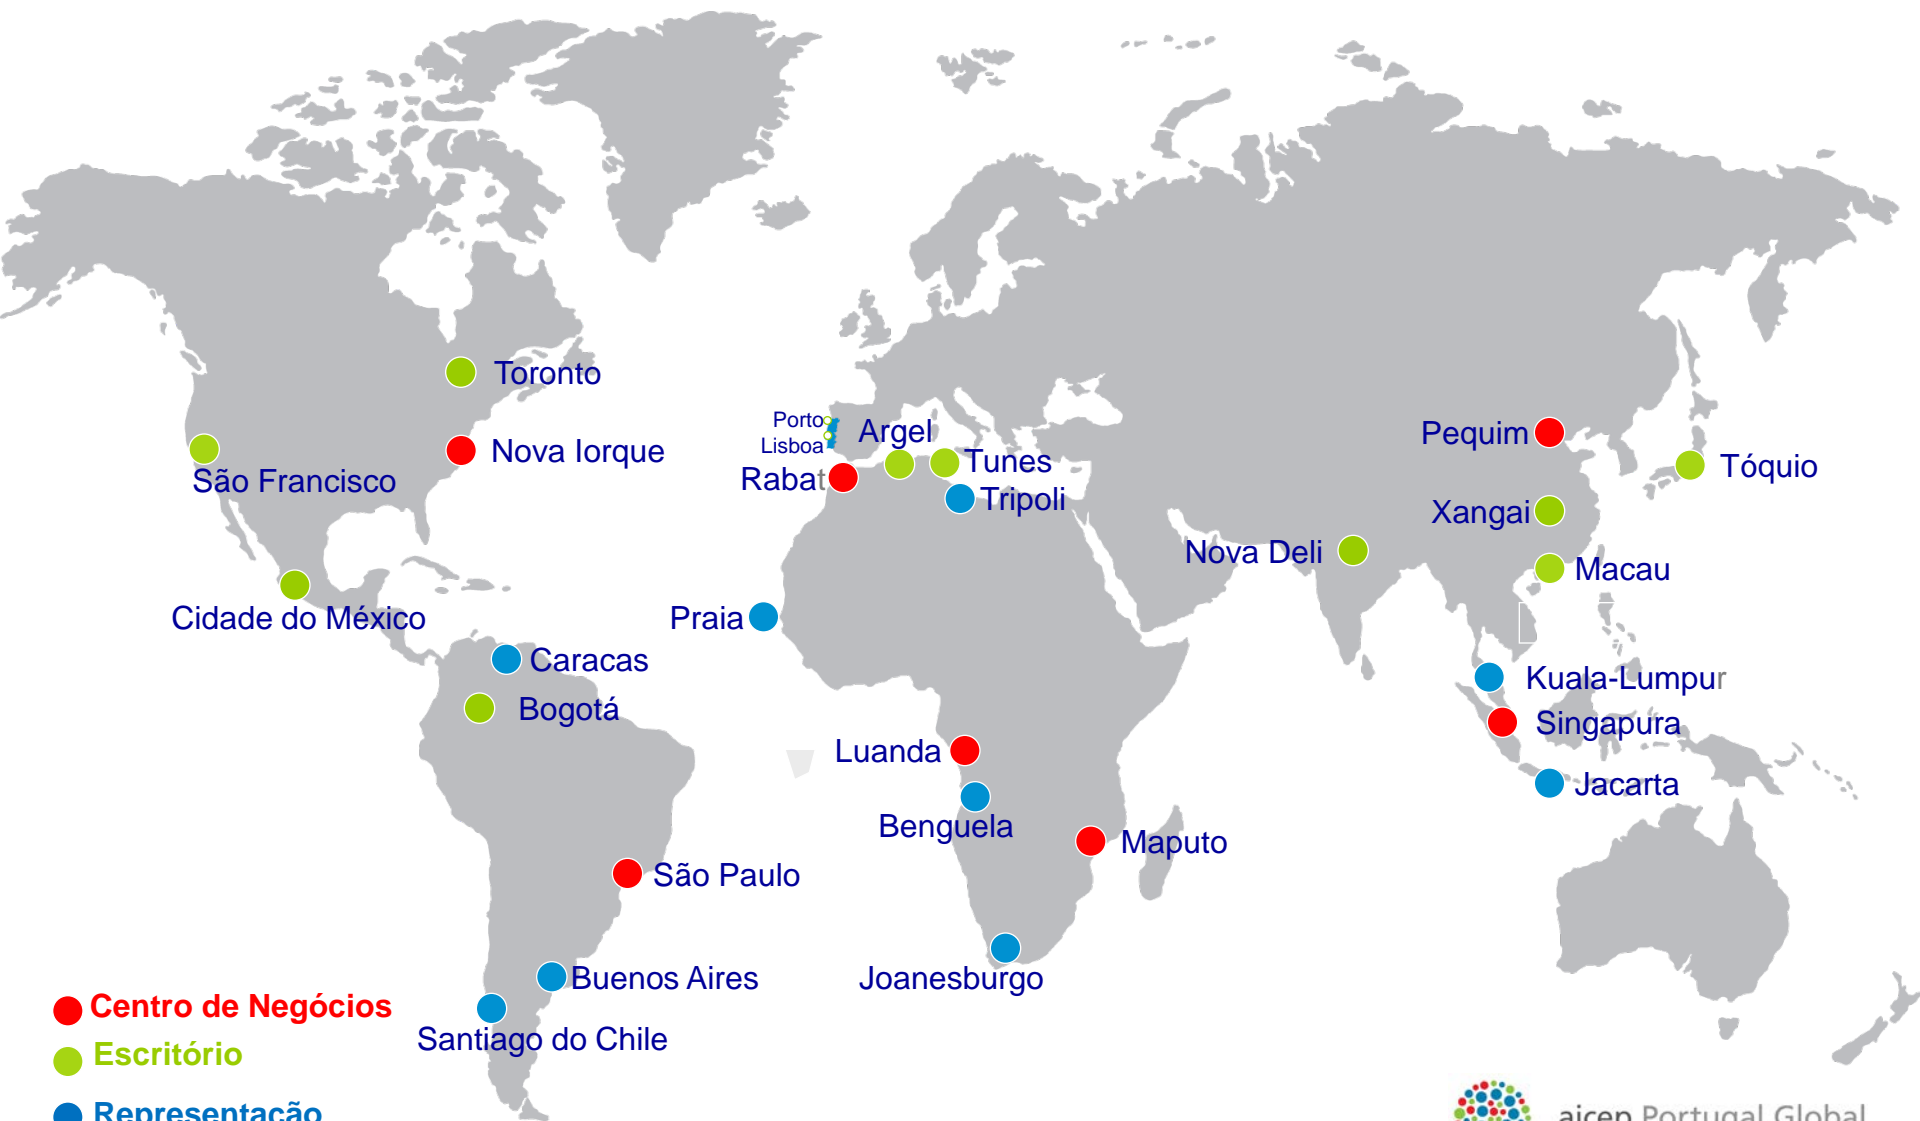 Toronto
Nova Iorque
São Francisco
Cidade do México
Caracas
Bogotá
São Paulo
Buenos Aires
Santiago do Chile
Porto
Lisboa
Argel
Rabat
Tunes
Tripoli
Praia
Luanda
Benguela
Maputo
Joanesburgo
Pequim
Tóquio
Xangai
Nova Deli
Macau
Kuala-Lumpur
Singapura
Jacarta
Centro de Negócios
Escritório
Representação
aicep Portugal Global